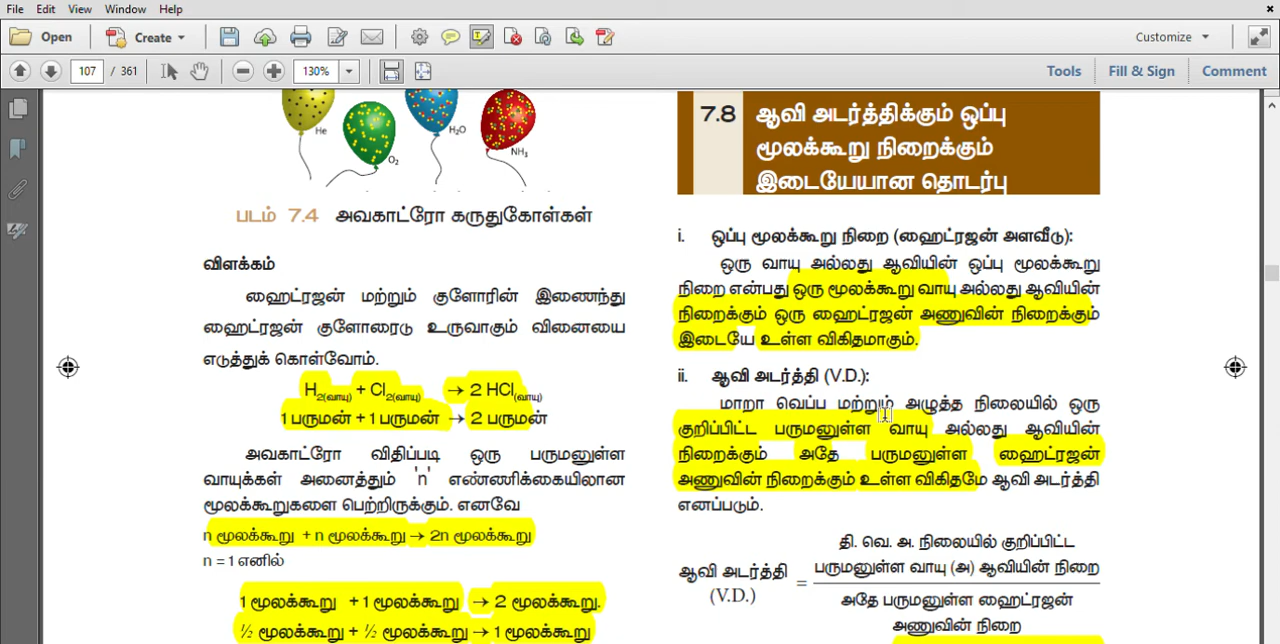 File Edit View Window Help
Open Create Customize
107 / 361 130% Tools Fill & Sign Comment
He
O2
H2O
NH3
படம் 7.4 அவகாட்ரோ கருதுகோள்கள்
விளக்கம்
ஹைட்ரஜன் மற்றும் குளோரின் இணைந்து
ஹைட்ரஜன் குளோரைடு உருவாகும் வினையை
எடுத்துக் கொள்வோம்.
H2(வாயு) + Cl2(வாயு) → 2 HCl(வாயு)
1 பருமன் + 1 பருமன் → 2 பருமன்
அவகாட்ரோ விதிப்படி ஒரு பருமனுள்ள
வாயுக்கள் அனைத்தும் 'n' எண்ணிக்கையிலான
மூலக்கூறுகளை பெற்றிருக்கும். எனவே
n மூலக்கூறு + n மூலக்கூறு → 2n மூலக்கூறு
n = 1 எனில்
1 மூலக்கூறு + 1 மூலக்கூறு → 2 மூலக்கூறு.
½ மூலக்கூறு + ½ மூலக்கூறு → 1 மூலக்கூறு
7.8 ஆவி அடர்த்திக்கும் ஒப்பு
மூலக்கூறு நிறைக்கும்
இடையேயான தொடர்பு
i. ஒப்பு மூலக்கூறு நிறை (ஹைட்ரஜன் அளவீடு):
ஒரு வாயு அல்லது ஆவியின் ஒப்பு மூலக்கூறு
நிறை என்பது ஒரு மூலக்கூறு வாயு அல்லது ஆவியின்
நிறைக்கும் ஒரு ஹைட்ரஜன் அணுவின் நிறைக்கும்
இடையே உள்ள விகிதமாகும்.
ii. ஆவி அடர்த்தி (V.D.):
மாறா வெப்ப மற்றும் அழுத்த நிலையில் ஒரு
குறிப்பிட்ட பருமனுள்ள வாயு அல்லது ஆவியின்
நிறைக்கும் அதே பருமனுள்ள ஹைட்ரஜன்
அணுவின் நிறைக்கும் உள்ள விகிதமே ஆவி அடர்த்தி
எனப்படும்.
தி. வெ. அ. நிலையில் குறிப்பிட்ட
பருமனுள்ள வாயு (அ) ஆவியின் நிறை
ஆவி அடர்த்தி =
(V.D.)
அதே பருமனுள்ள ஹைட்ரஜன்
அணுவின் நிறை